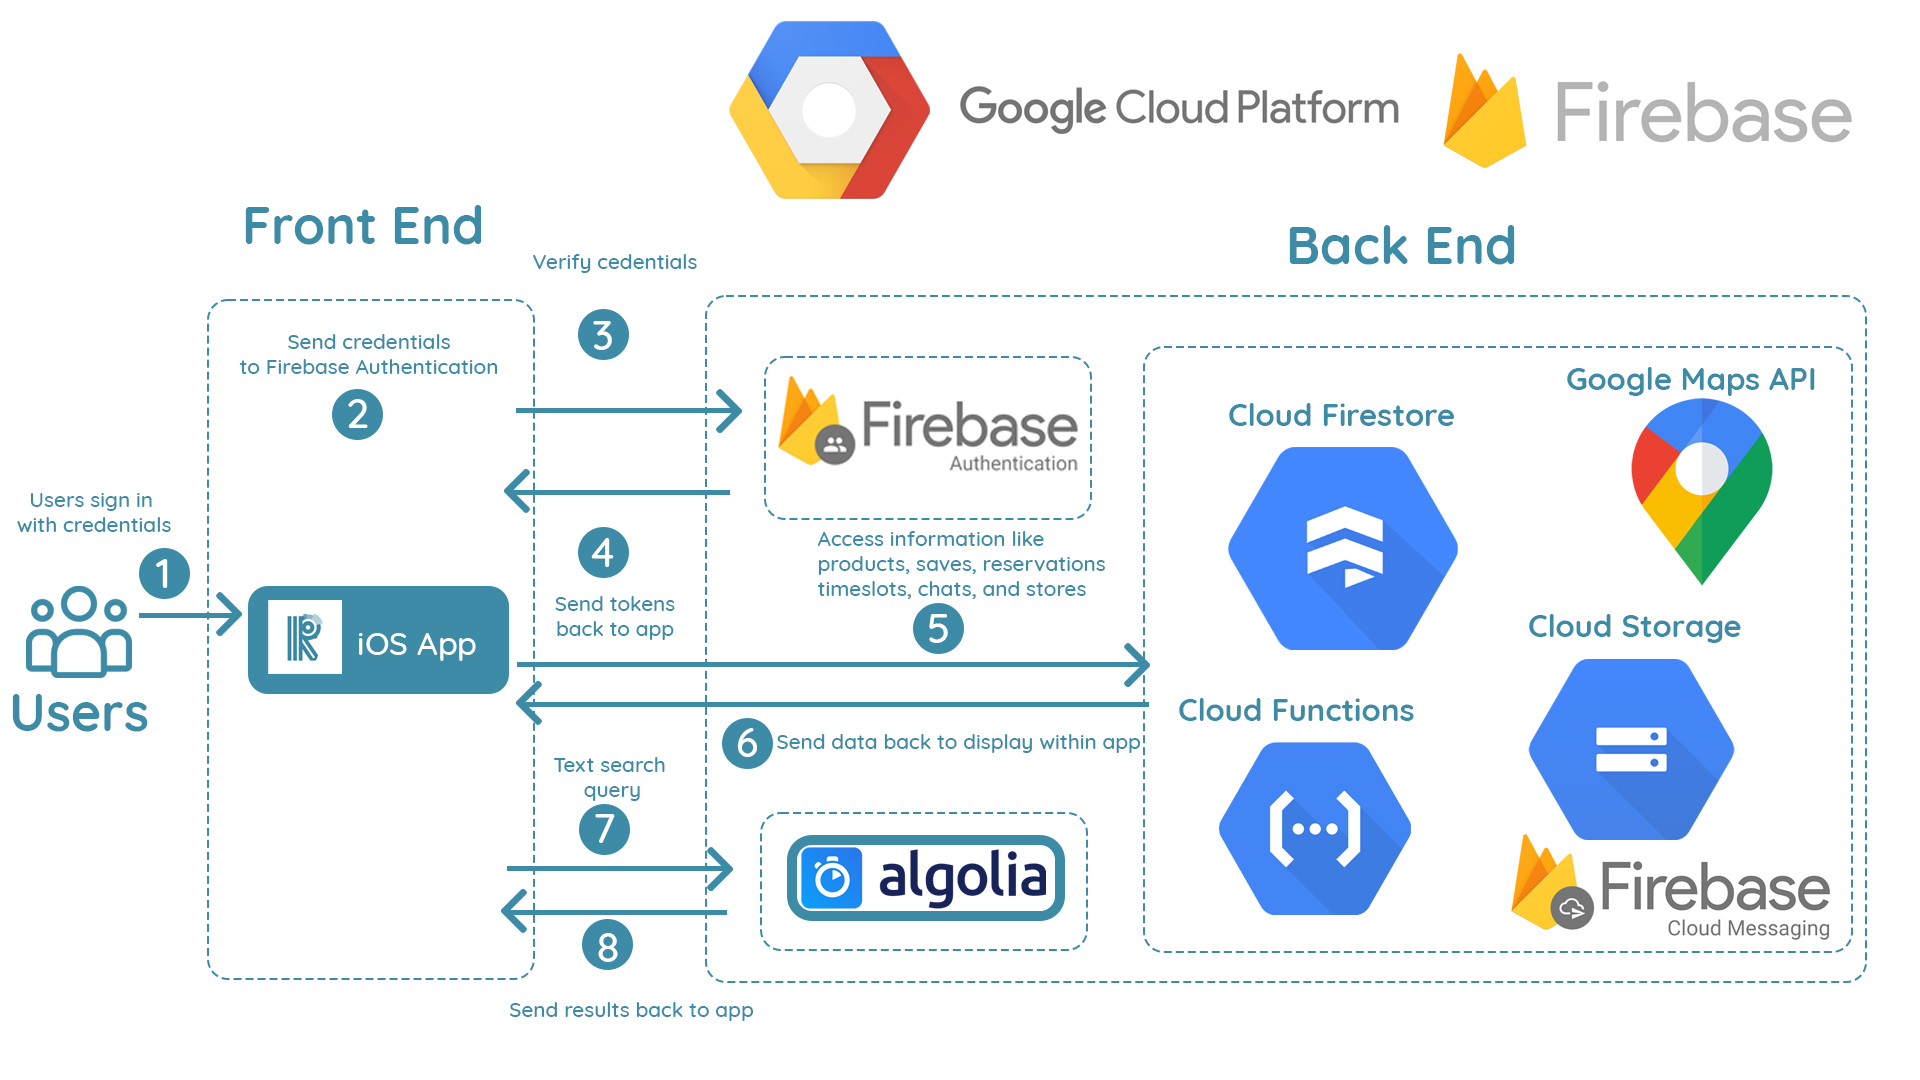 Google Cloud Platform
Firebase
Front End
Back End
Verify cedentials
3
Send credentials
to Firebase Authentication
2
Firebase
Authentication
Google Maps API
Cloud Firestore
Users sign in
with credentials
1
4
Send tokens
back to app
Access information like
products, saves, reservations
timeslots, chats, and stores
5
iOS App
Users
Cloud Storage
Cloud Functions
6
Send data back to display within app
Text search
query
7
algolia
8
Send results back to app
Firebase
Cloud Messaging